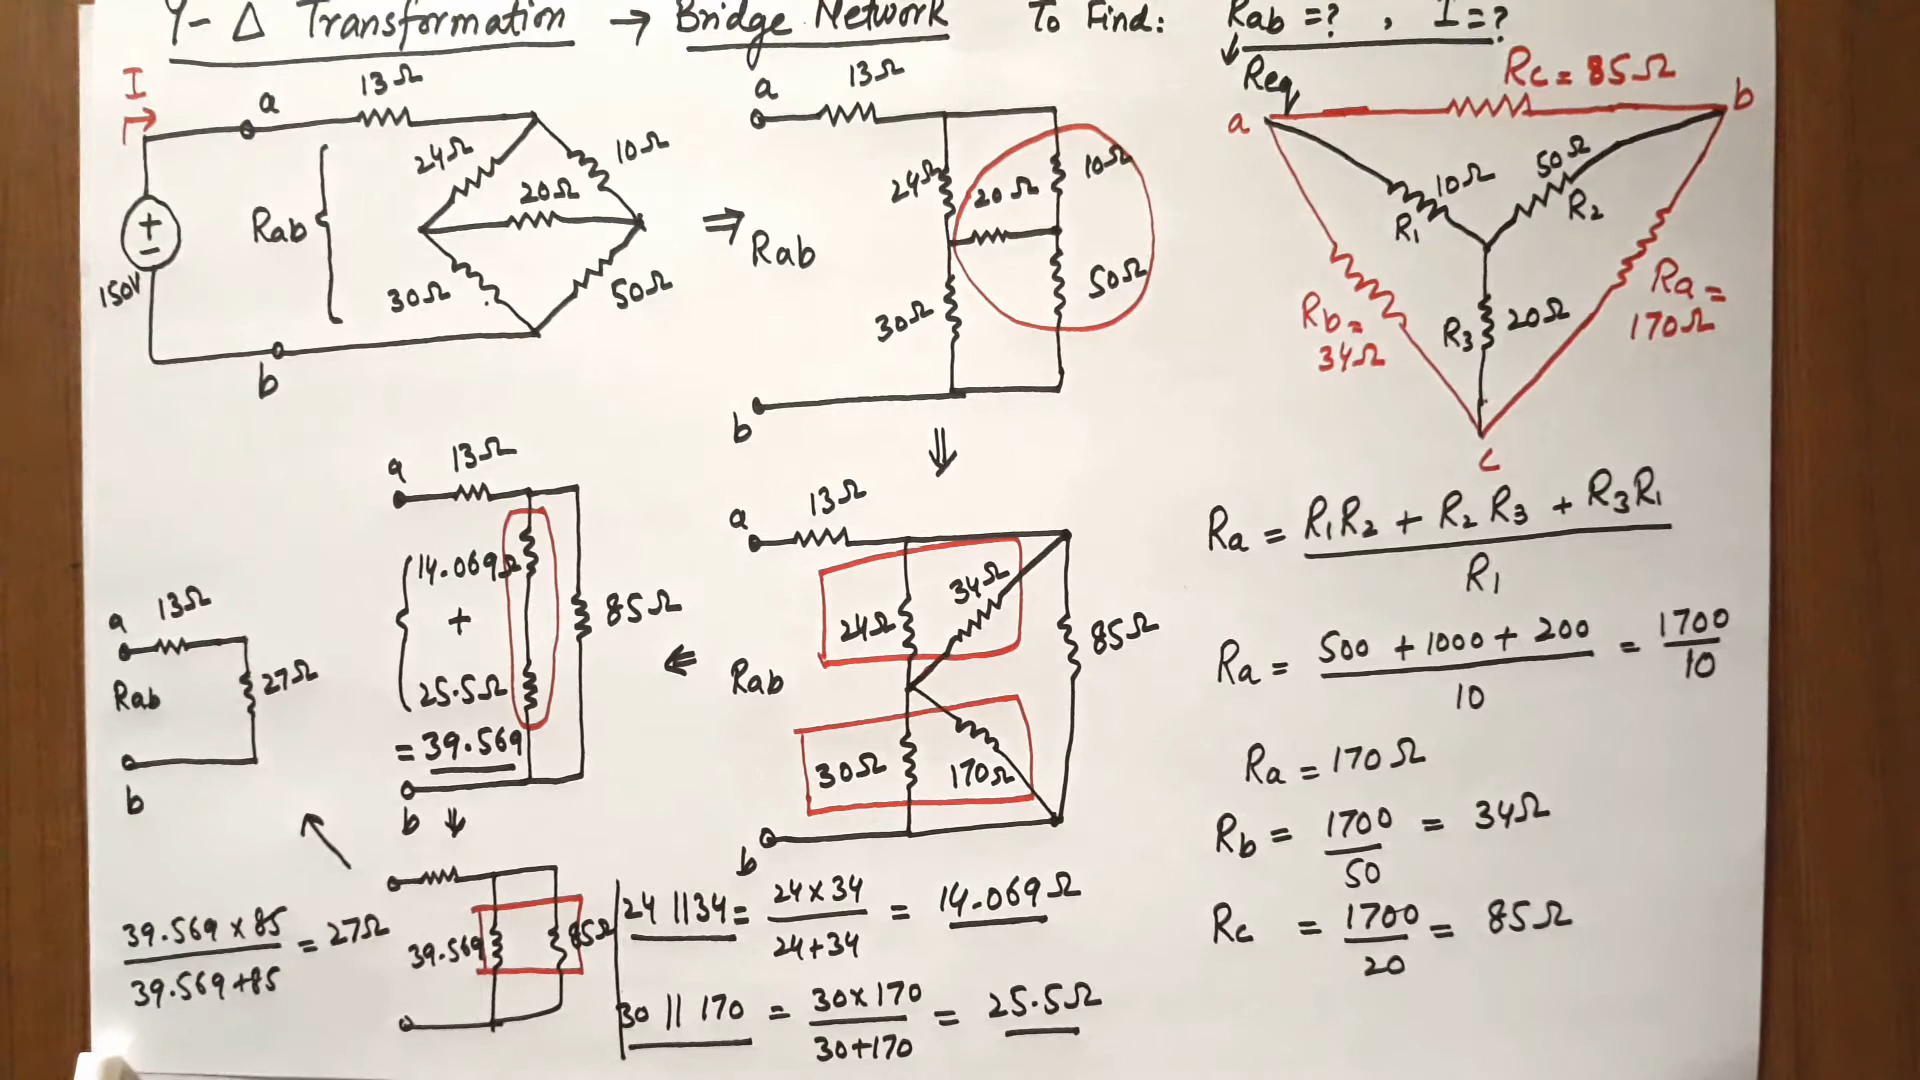 Y- Δ Transformation → Bridge Network To Find: Rab =? , I =?
Req
I
a
13Ω
24Ω
10Ω
20Ω
Rab
150V
+
-
30Ω
50Ω
b
⇒
a
13Ω
24Ω
20Ω
10Ω
Rab
30Ω
50Ω
b
⇓
Rc = 85Ω
a
b
10Ω
50Ω
R1
R2
Rb =
34Ω
R3
20Ω
Ra =
170Ω
c
a
13Ω
24Ω
34Ω
85Ω
Rab
30Ω
170Ω
b
⇐
a
13Ω
14.069Ω
+
25.5Ω
= 39.569
85Ω
b
⇓
39.569
85Ω
39.569 x 85
39.569+85
= 27Ω
a
13Ω
Rab
27Ω
b
24 || 34 = 24 x 34 = 14.069Ω
24+34
30 || 170 = 30x170 = 25.5Ω
30+170
Ra = R1R2 + R2 R3 + R3R1
R1
Ra = 500 + 1000 + 200 = 1700
10 10
Ra = 170Ω
Rb = 1700 = 34Ω
50
Rc = 1700 = 85Ω
20